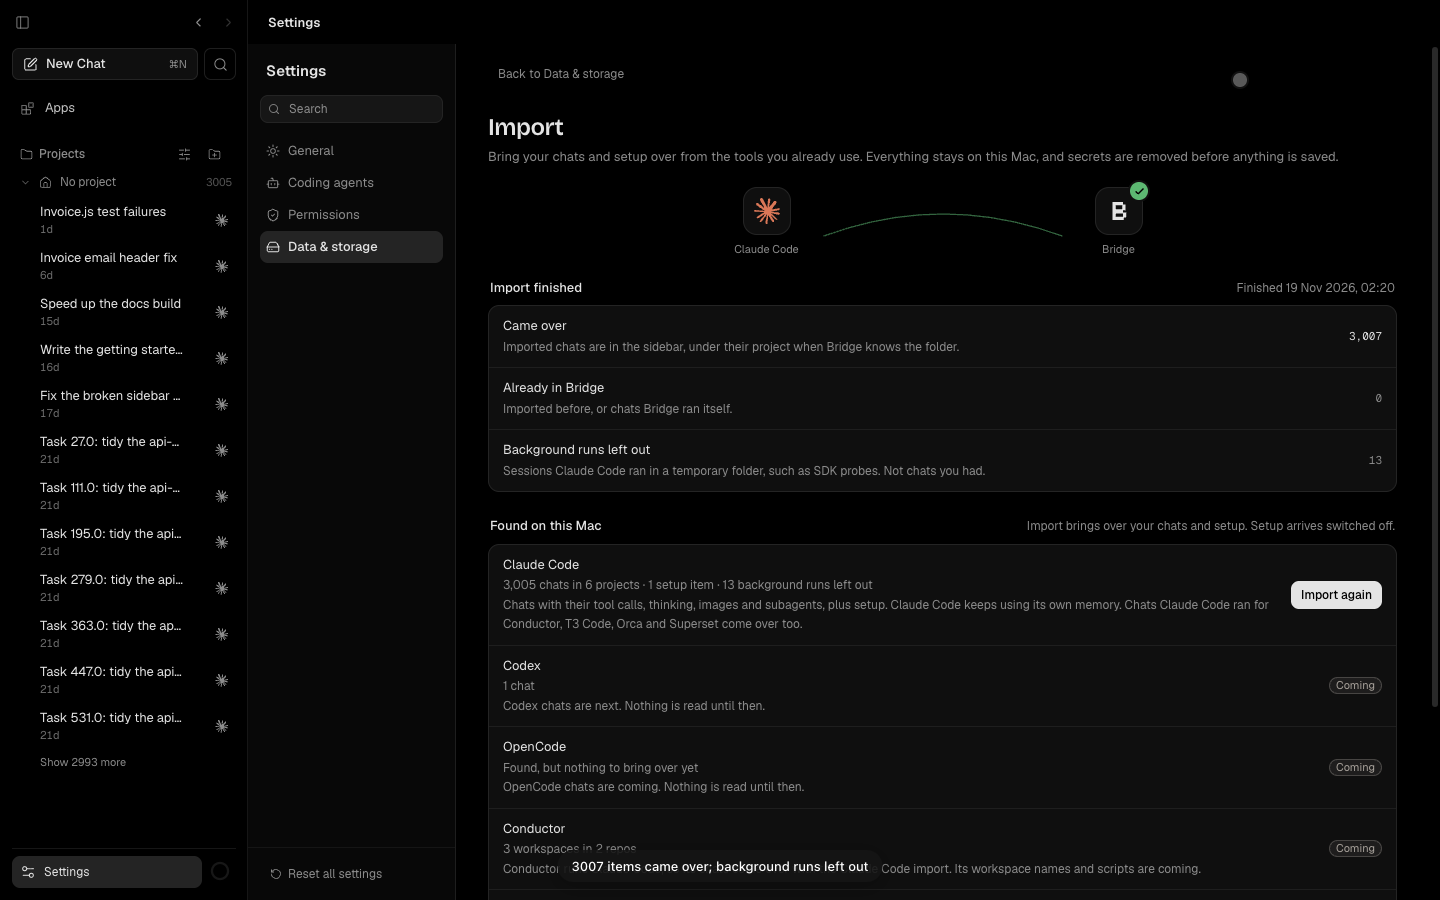 Settings
New Chat
⌘N
Apps
Projects
No project
3005
Invoice.js test failures
1d
Invoice email header fix
6d
Speed up the docs build
15d
Write the getting starte…
16d
Fix the broken sidebar …
17d
Task 27.0: tidy the api-…
21d
Task 111.0: tidy the api-…
21d
Task 195.0: tidy the api…
21d
Task 279.0: tidy the api…
21d
Task 363.0: tidy the ap…
21d
Task 447.0: tidy the api…
21d
Task 531.0: tidy the api…
21d
Show 2993 more
Settings
Settings
Search
General
Coding agents
Permissions
Data & storage
Reset all settings
Back to Data & storage
Import
Bring your chats and setup over from the tools you already use. Everything stays on this Mac, and secrets are removed before anything is saved.
B
Claude Code
Bridge
Import finished
Finished 19 Nov 2026, 02:20
Came over
Imported chats are in the sidebar, under their project when Bridge knows the folder.
3,007
Already in Bridge
Imported before, or chats Bridge ran itself.
0
Background runs left out
Sessions Claude Code ran in a temporary folder, such as SDK probes. Not chats you had.
13
Found on this Mac
Import brings over your chats and setup. Setup arrives switched off.
Claude Code
3,005 chats in 6 projects · 1 setup item · 13 background runs left out
Chats with their tool calls, thinking, images and subagents, plus setup. Claude Code keeps using its own memory. Chats Claude Code ran for
Conductor, T3 Code, Orca and Superset come over too.
Import again
Codex
1 chat
Codex chats are next. Nothing is read until then.
Coming
OpenCode
Found, but nothing to bring over yet
OpenCode chats are coming. Nothing is read until then.
Coming
Conductor
3 workspaces in 2 repos
Conductor
Code import. Its workspace names and scripts are coming.
Coming
3007 items came over; background runs left out